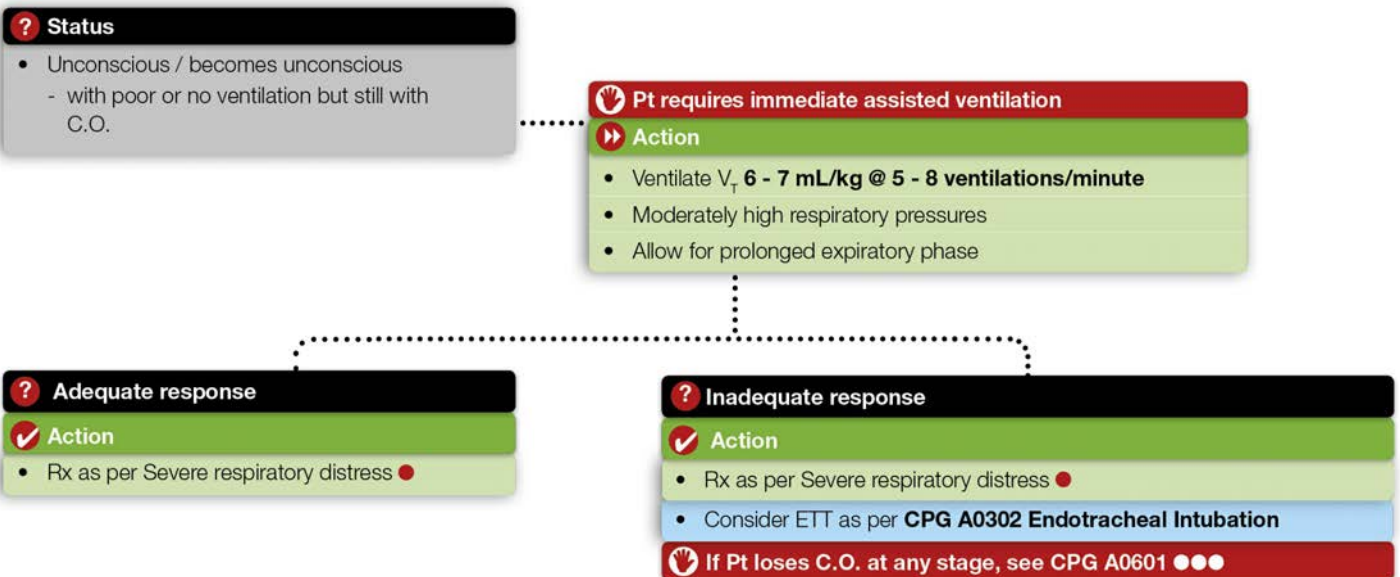 ? Status
• Unconscious / becomes unconscious
- with poor or no ventilation but still with
C.O.
Pt requires immediate assisted ventilation
Action
• Ventilate V_T 6 - 7 mL/kg @ 5 - 8 ventilations/minute
• Moderately high respiratory pressures
• Allow for prolonged expiratory phase
? Adequate response
Action
• Rx as per Severe respiratory distress ●
? Inadequate response
Action
• Rx as per Severe respiratory distress ●
• Consider ETT as per CPG A0302 Endotracheal Intubation
If Pt loses C.O. at any stage, see CPG A0601 ●●●